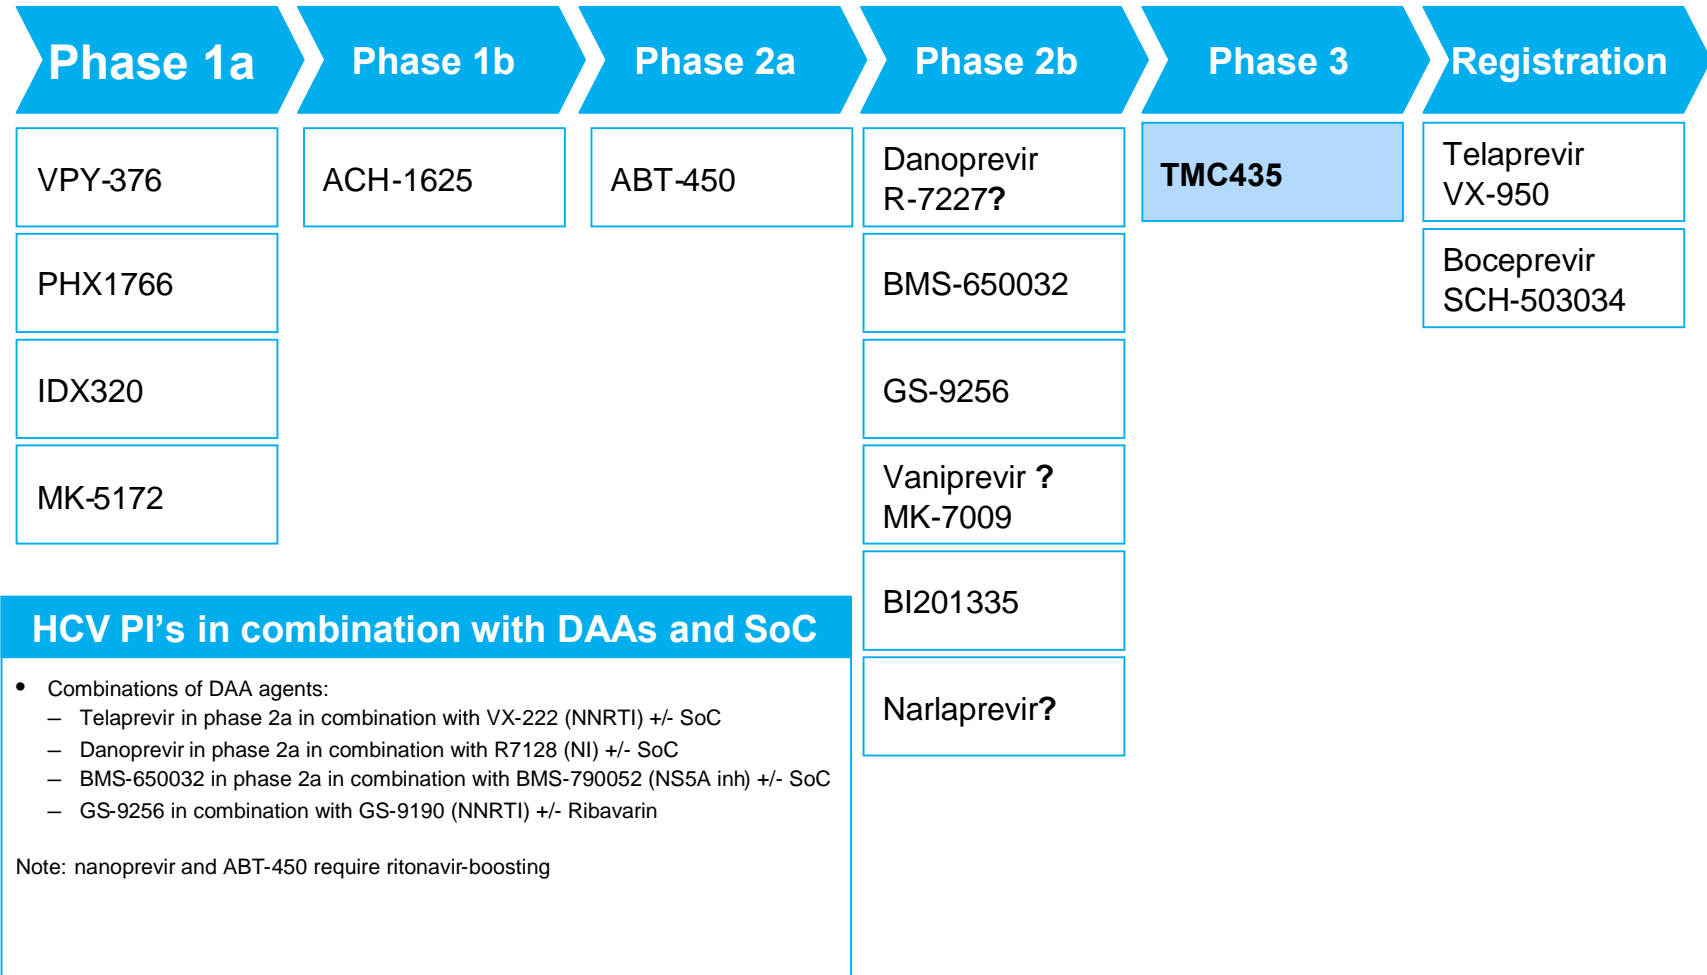 Phase 1a
Phase 1b
Phase 2a
Phase 2b
Phase 3
Registration
VPY-376
PHX1766
IDX320
MK-5172
ACH-1625
ABT-450
Danoprevir
R-7227?
BMS-650032
GS-9256
Vaniprevir ?
MK-7009
BI201335
Narlaprevir?
TMC435
Telaprevir
VX-950
Boceprevir
SCH-503034
HCV PI's in combination with DAAs and SoC
• Combinations of DAA agents:
– Telaprevir in phase 2a in combination with VX-222 (NNRTI) +/- SoC
– Danoprevir in phase 2a in combination with R7128 (NI) +/- SoC
– BMS-650032 in phase 2a in combination with BMS-790052 (NS5A inh) +/- SoC
– GS-9256 in combination with GS-9190 (NNRTI) +/- Ribavarin
Note: nanoprevir and ABT-450 require ritonavir-boosting